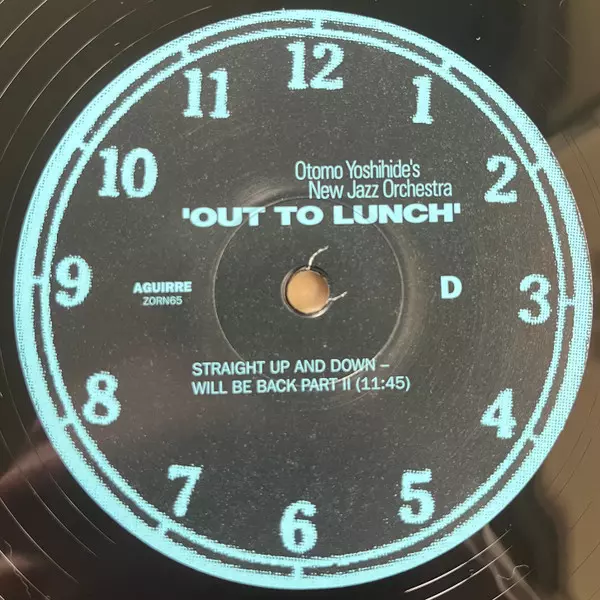 12
11
1
10
2
Otomo Yoshihide's
New Jazz Orchestra
'OUT TO LUNCH'
9
AGUIRRE
ZORN65
D
3
STRAIGHT UP AND DOWN –
WILL BE BACK PART II (11:45)
8
4
7
5
6